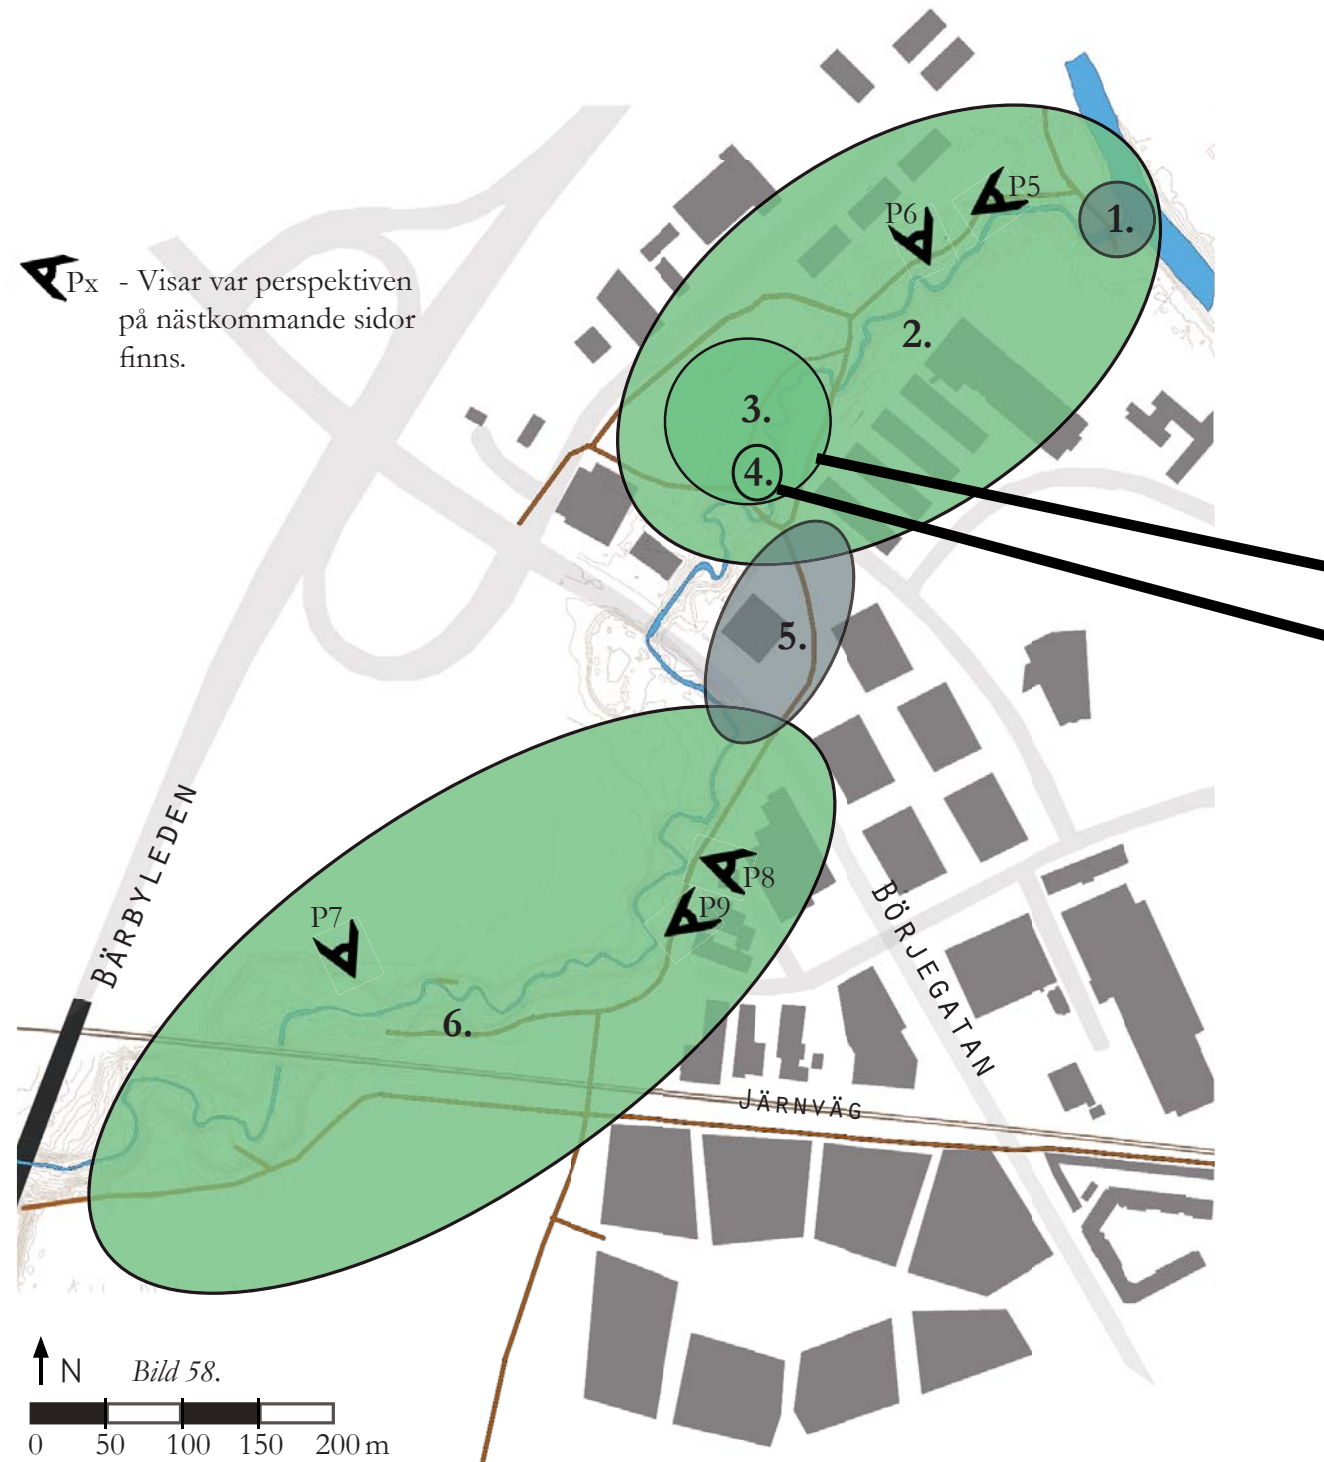 P5
P6
1.
Px - Visar var perspektiven
på nästkommande sidor
finns.
2.
3.
4.
5.
BÄRBYLEDEN
P8
P9
P7
BÖRJEGATAN
6.
JÄRNVÄG
N Bild 58.
0 50 100 150 200 m